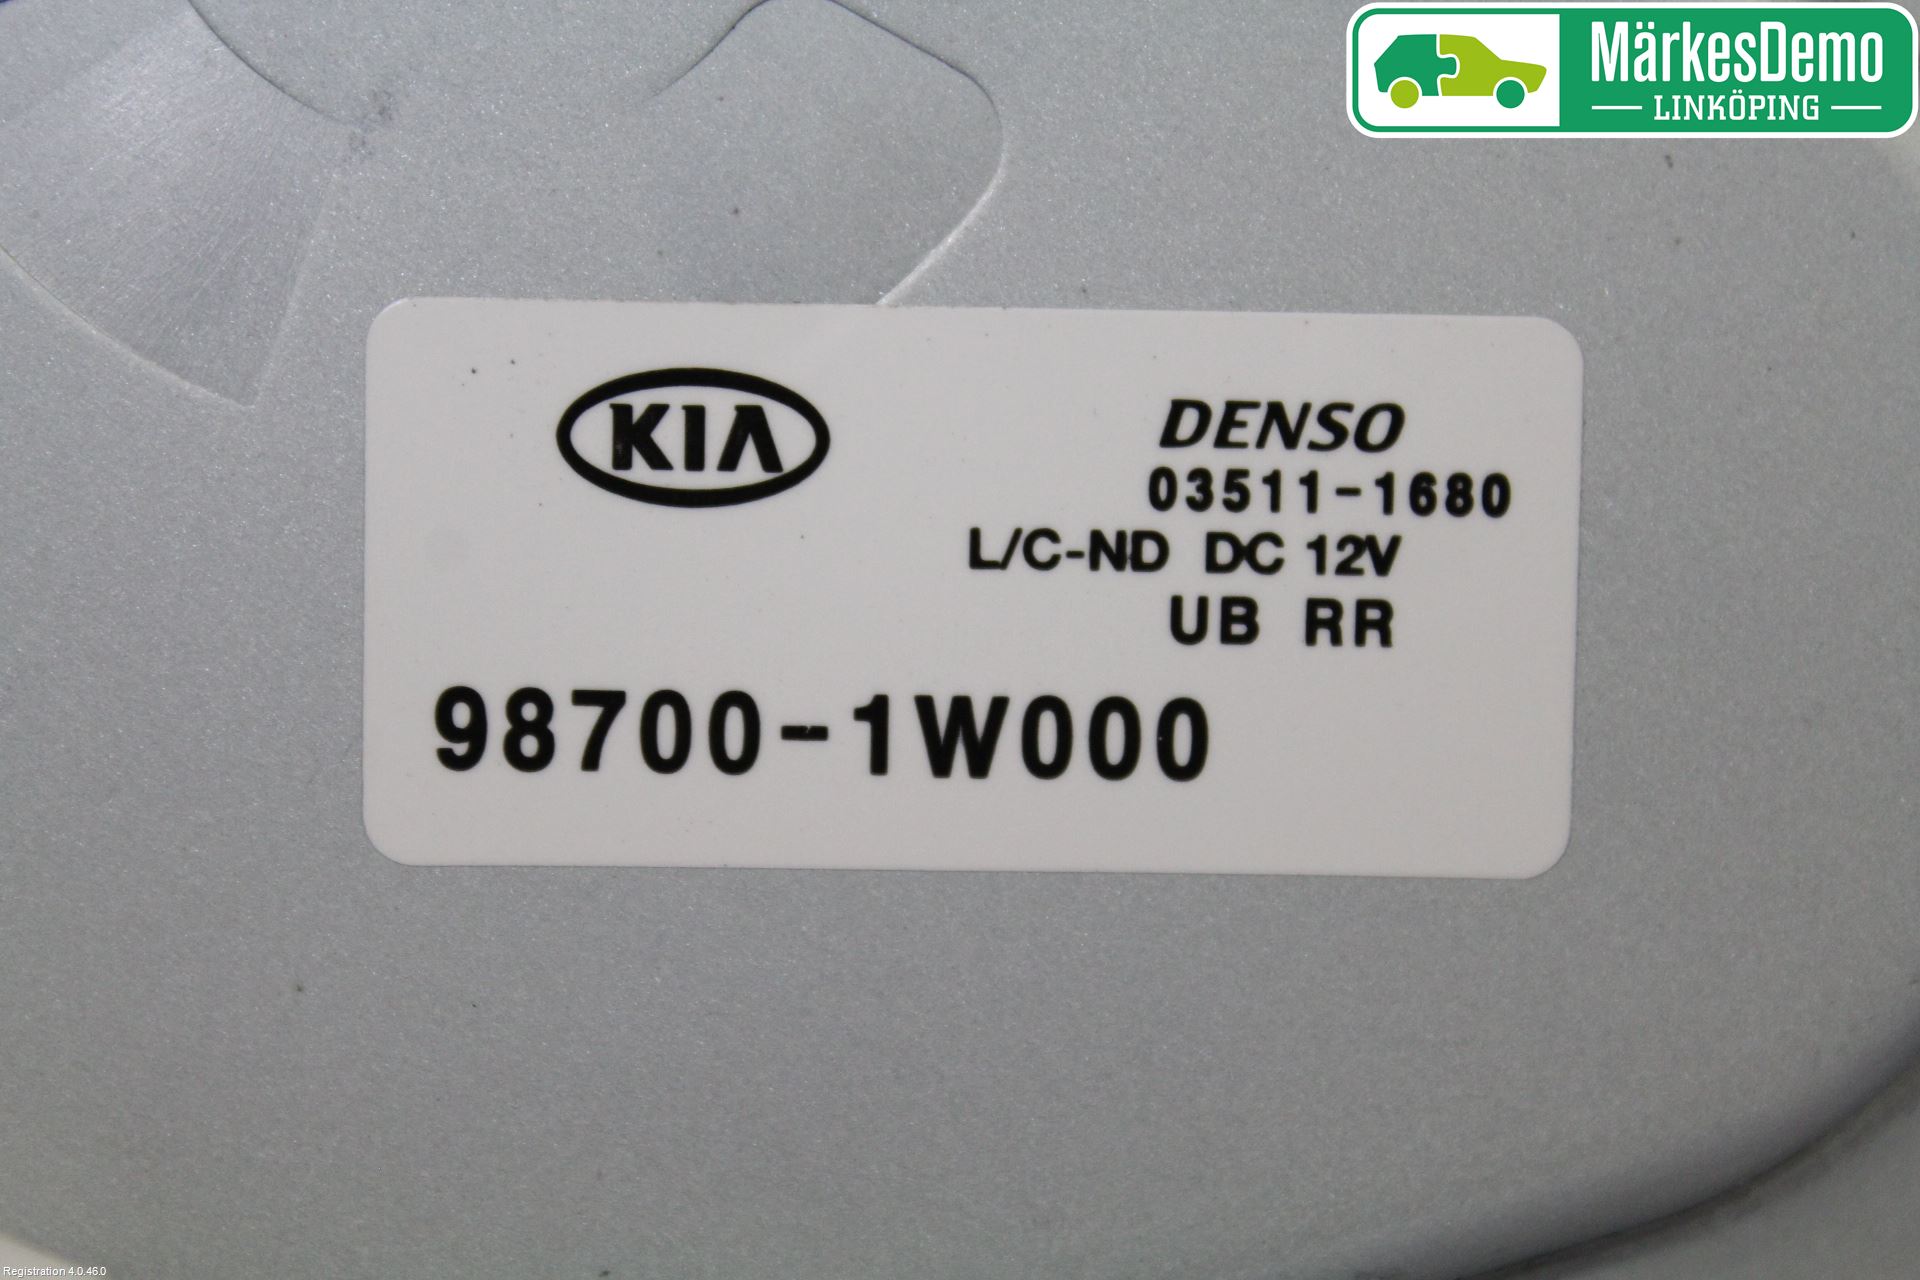 MärkesDemo
LINKÖPING
KIA
DENSO
03511-1680
L/C-ND DC 12V
UB RR
98700-1W000
Registration 4.0.46.0